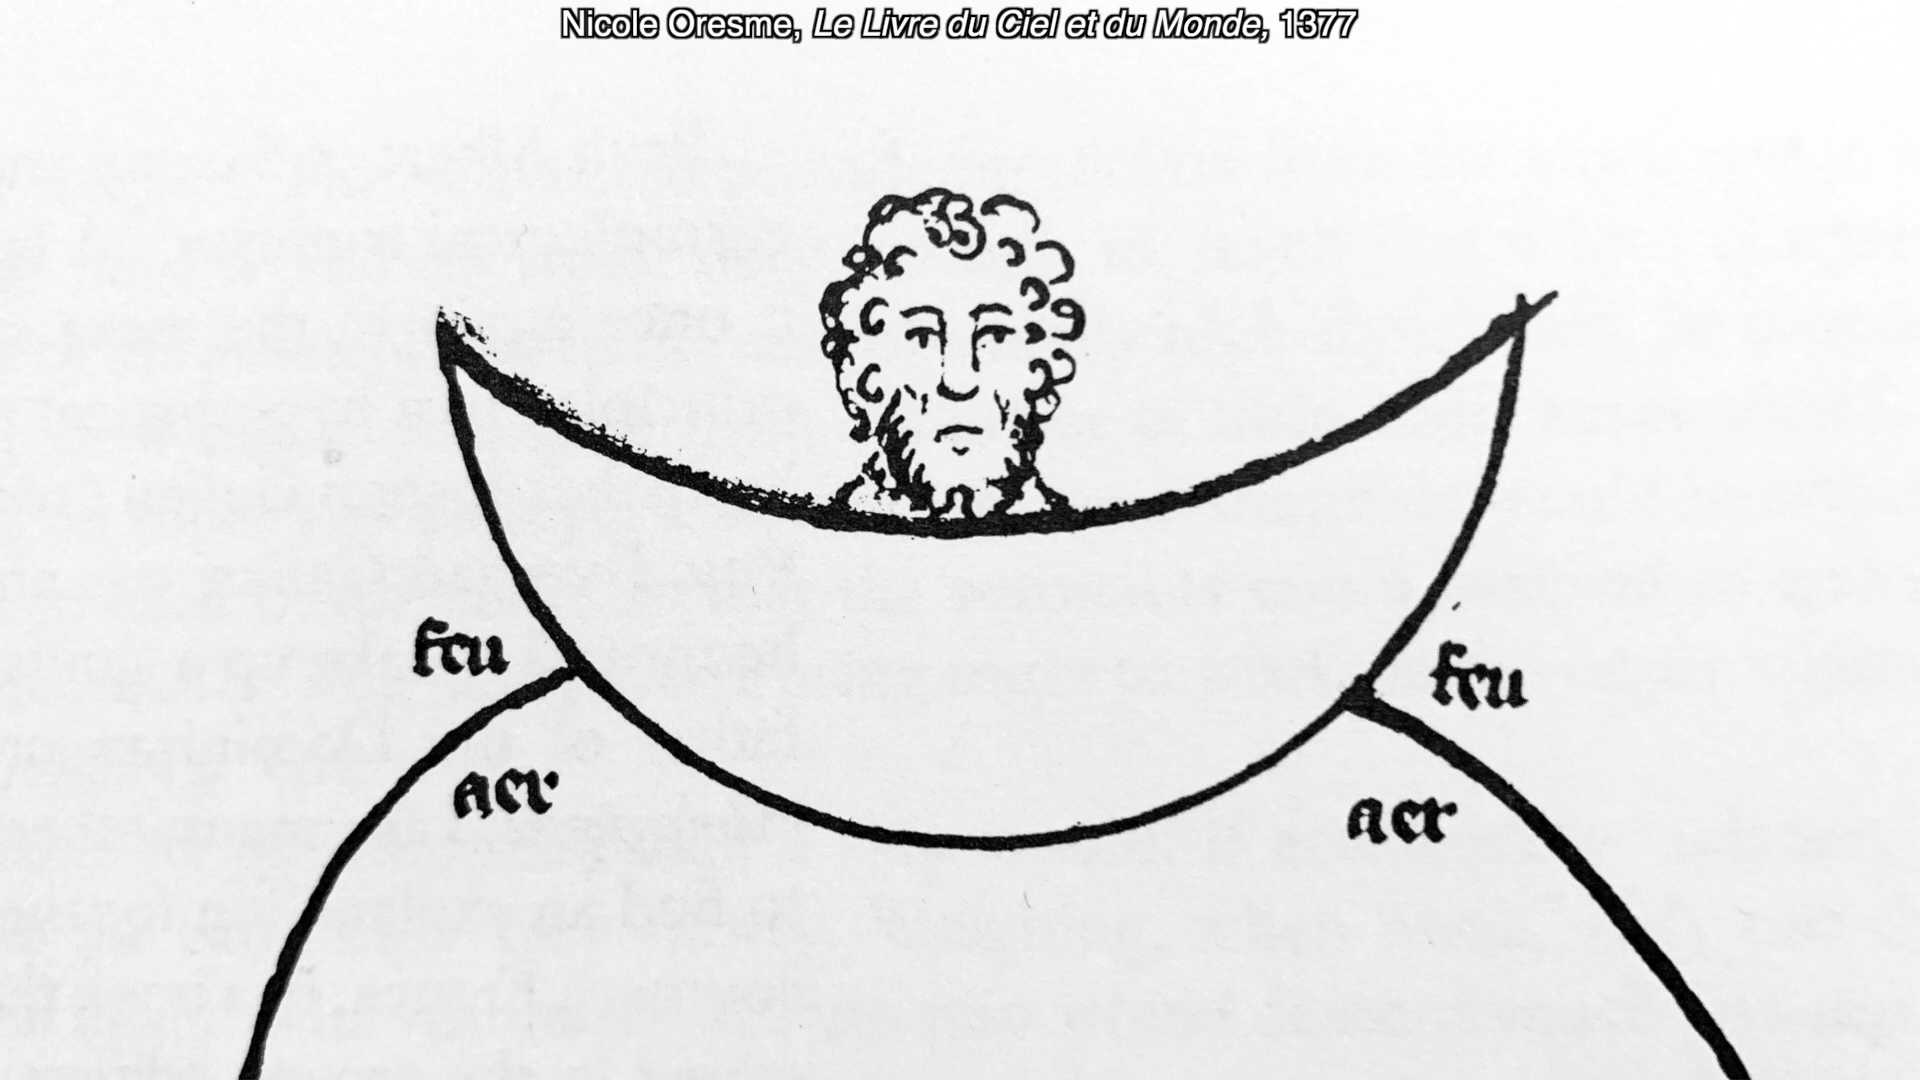 Nicole Oresme, Le Livre du Ciel et du Monde, 1377
feu
feu
aer
aer